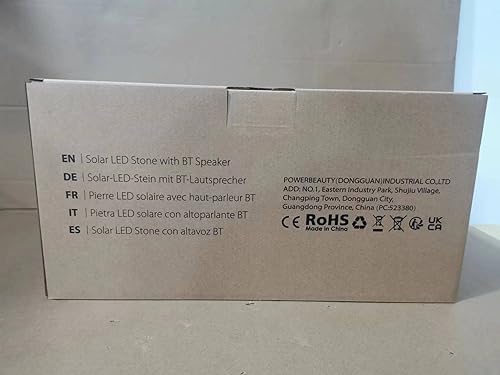 EN | Solar LED Stone with BT Speaker
DE | Solar-LED-Stein mit BT-Lautsprecher
FR | Pierre LED solaire avec haut-parleur BT
IT | Pietra LED solare con altoparlante BT
ES | Solar LED Stone con altavoz BT
POWERBEAUTY(DONGGUAN)INDUSTRIAL CO.,LTD
ADD: NO.1, Eastern Industry Park, Shujiu Village,
Changping Town, Dongguan City,
Guangdong Province, China (PC:523380)
CE RoHS UK CA
Made in China